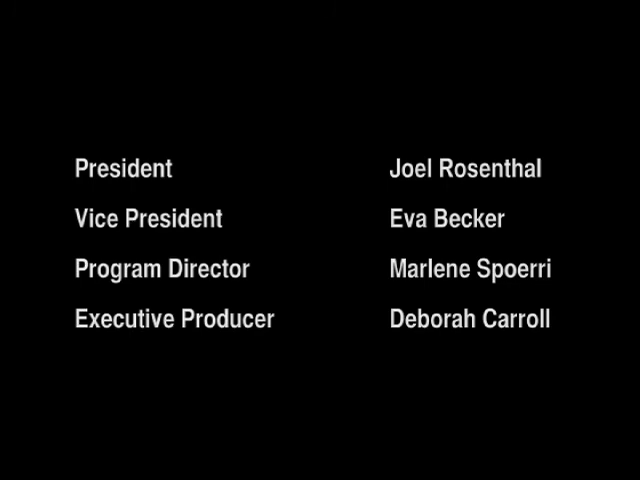 President Joel Rosenthal
Vice President Eva Becker
Program Director Marlene Spoerri
Executive Producer Deborah Carroll